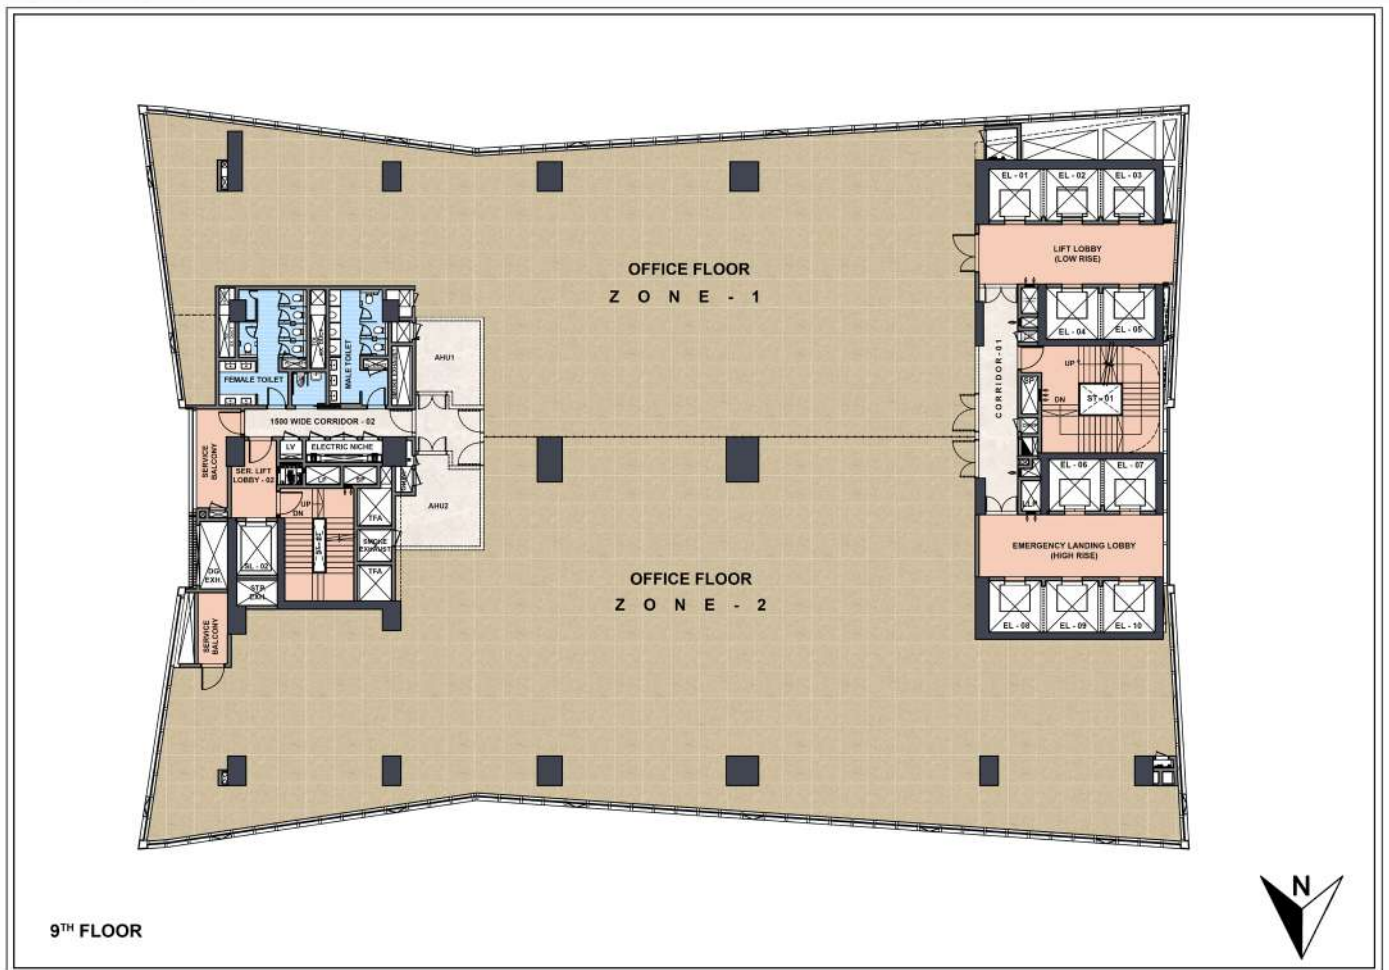 EL - 01
EL - 02
EL - 03
LIFT LOBBY
(LOW RISE)
OFFICE FLOOR
Z O N E - 1
EL - 04
EL - 05
CORRIDOR-01
UP
DN
ST - 01
AHU1
FEMALE TOILET
MALE TOILET
1500 WIDE CORRIDOR - 02
LV
ELECTRIC NICHE
SERVICE
BALCONY
SER. LIFT
LOBBY - 02
UP
DN
AHU2
TFA
SMOKE
EXHAUST
TFA
SL - 02
DG
EXH.
STP
EXH.
SERVICE
BALCONY
EL - 06
EL - 07
EMERGENCY LANDING LOBBY
(HIGH RISE)
EL - 08
EL - 09
EL - 10
OFFICE FLOOR
Z O N E - 2
N
9TH FLOOR